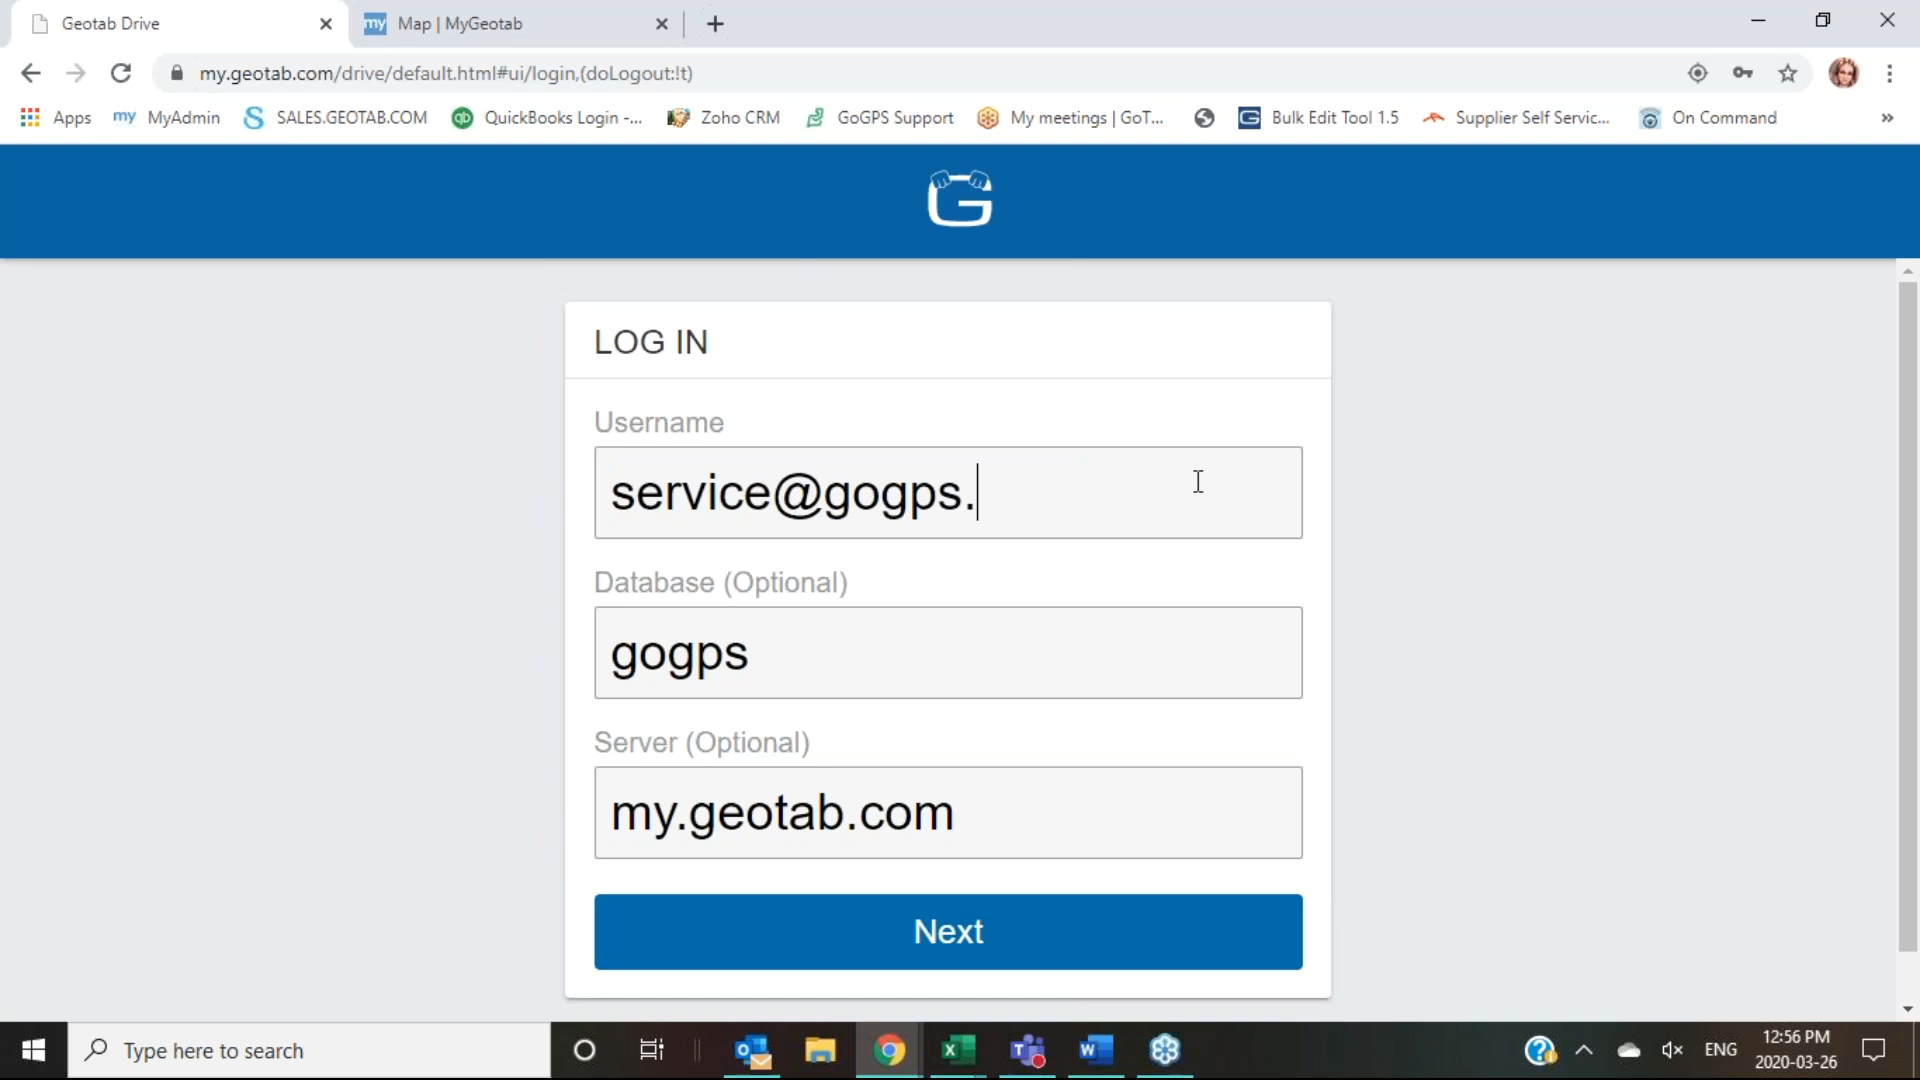 Geotab Drive
my Map | MyGeotab
my.geotab.com/drive/default.html#ui/login,(doLogout:!t)
Apps my MyAdmin SALES.GEOTAB.COM qb QuickBooks Login -... Zoho CRM GoGPS Support My meetings | GoT... Bulk Edit Tool 1.5 Supplier Self Servic... On Command »
G
LOG IN
Username
service@gogps.
Database (Optional)
gogps
Server (Optional)
my.geotab.com
Next
Type here to search
ENG
12:56 PM
2020-03-26